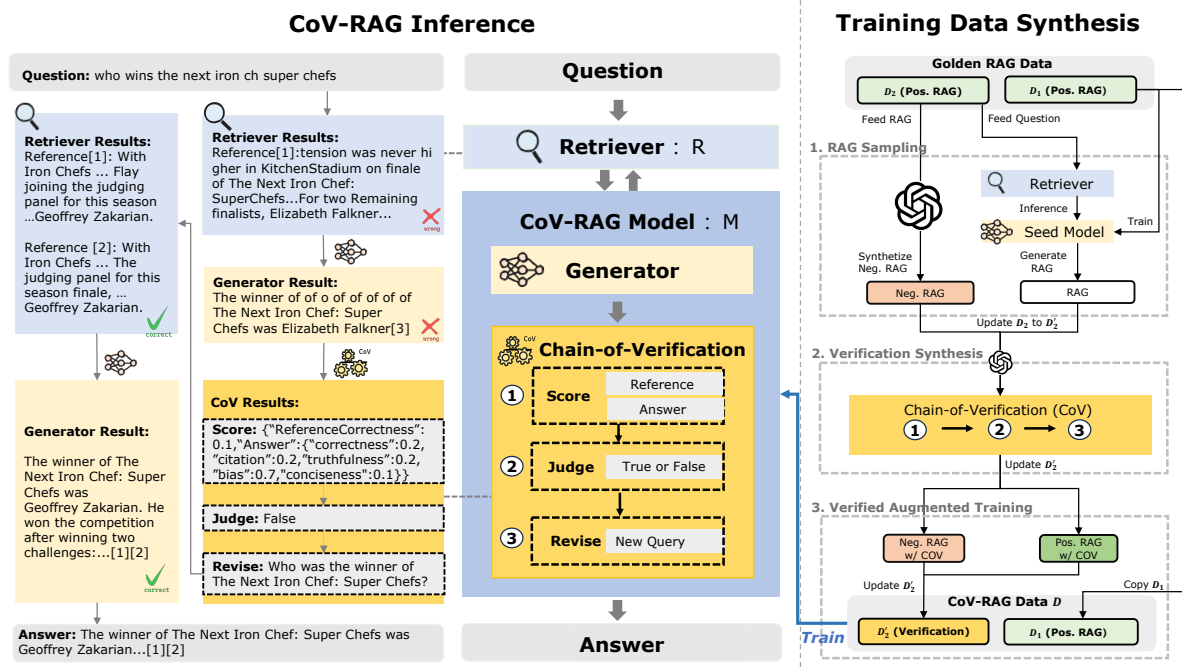 CoV-RAG Inference
Question: who wins the next iron ch super chefs
Retriever Results:
Reference[1]: With
Iron Chefs ... Flay
joining the judging
panel for this season
…Geoffrey Zakarian.
Reference [2]: With
Iron Chefs ... The
judging panel for this
season finale, …
Geoffrey Zakarian.
correct
Generator Result:
The winner of The
Next Iron Chef: Super
Chefs was
Geoffrey Zakarian. He
won the competition
after winning two
challenges:...[1][2]
correct
Retriever Results:
Reference[1]:tension was never hi
gher in KitchenStadium on finale
of The Next Iron Chef:
SuperChefs...For two Remaining
finalists, Elizabeth Falkner...
wrong
Generator Result:
The winner of of o of of of of of of
The Next Iron Chef: Super
Chefs was Elizabeth Falkner[3]
wrong
CoV
CoV Results:
Score: {“ReferenceCorrectness”:
0.1,“Answer”:{“correctness”:0.2,
”citation”:0.2,”truthfulness”:0.2,
”bias”:0.7,"conciseness":0.1}}
Judge: False
Revise: Who was the winner of
The Next Iron Chef: Super Chefs?
Answer: The winner of The Next Iron Chef: Super Chefs was
Geoffrey Zakarian...[1][2]
Question
Retriever : R
CoV-RAG Model : M
Generator
CoV
Chain-of-Verification
1
Score
Reference
Answer
2
Judge
True or False
3
Revise
New Query
Answer
Train
Training Data Synthesis
Golden RAG Data
D₂ (Pos. RAG)
D₁ (Pos. RAG)
Feed RAG
Feed Question
1. RAG Sampling
Retriever
Inference
Seed Model
Train
Synthetize
Neg. RAG
Generate
RAG
Neg. RAG
RAG
Update D₂ to D₂′
2. Verification Synthesis
Chain-of-Verification (CoV)
1 2 3
Update D₂′
3. Verified Augmented Training
Neg. RAG
w/ COV
Pos. RAG
w/ COV
Update D₂′
Copy D₁
CoV-RAG Data D
D₂′ (Verification)
D₁ (Pos. RAG)